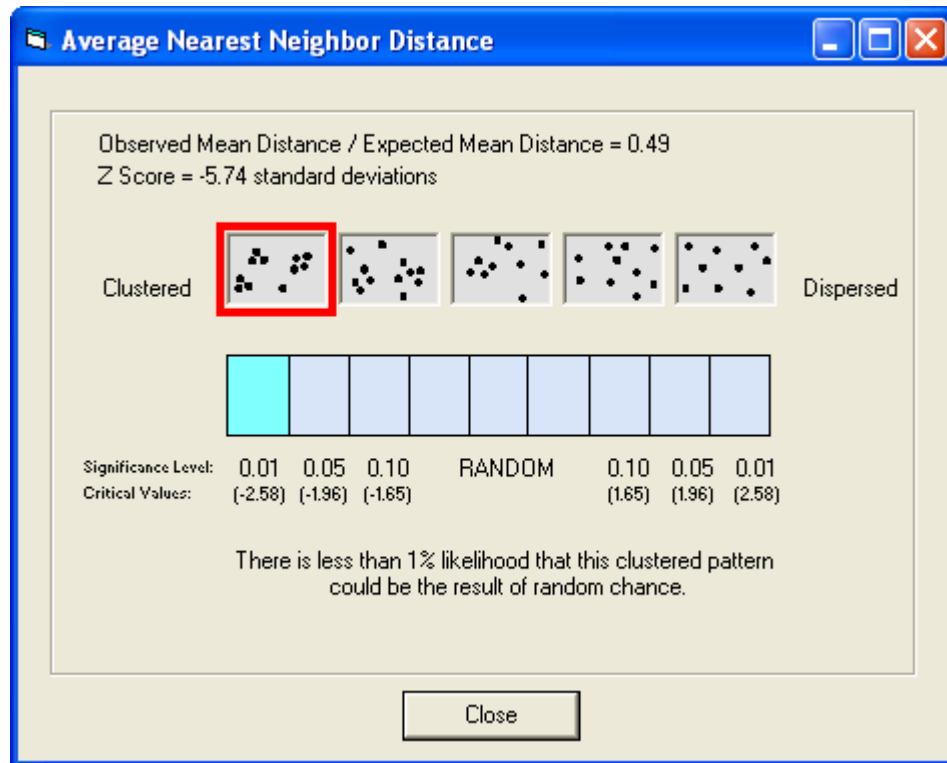 Average Nearest Neighbor Distance
Observed Mean Distance / Expected Mean Distance = 0.49
Z Score = -5.74 standard deviations
Clustered
Dispersed
Significance Level: 0.01 0.05 0.10 RANDOM 0.10 0.05 0.01
Critical Values: (-2.58) (-1.96) (-1.65) (1.65) (1.96) (2.58)
There is less than 1% likelihood that this clustered pattern
could be the result of random chance.
Close